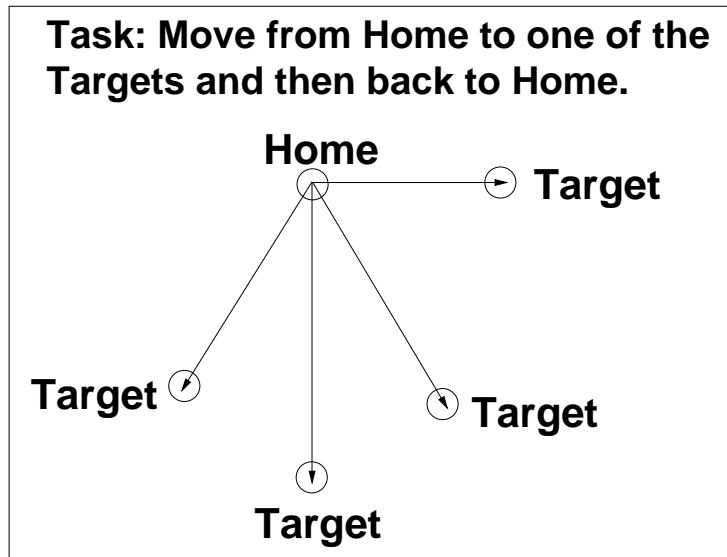 Task: Move from Home to one of the
Targets and then back to Home.
Home
Target
Target
Target
Target